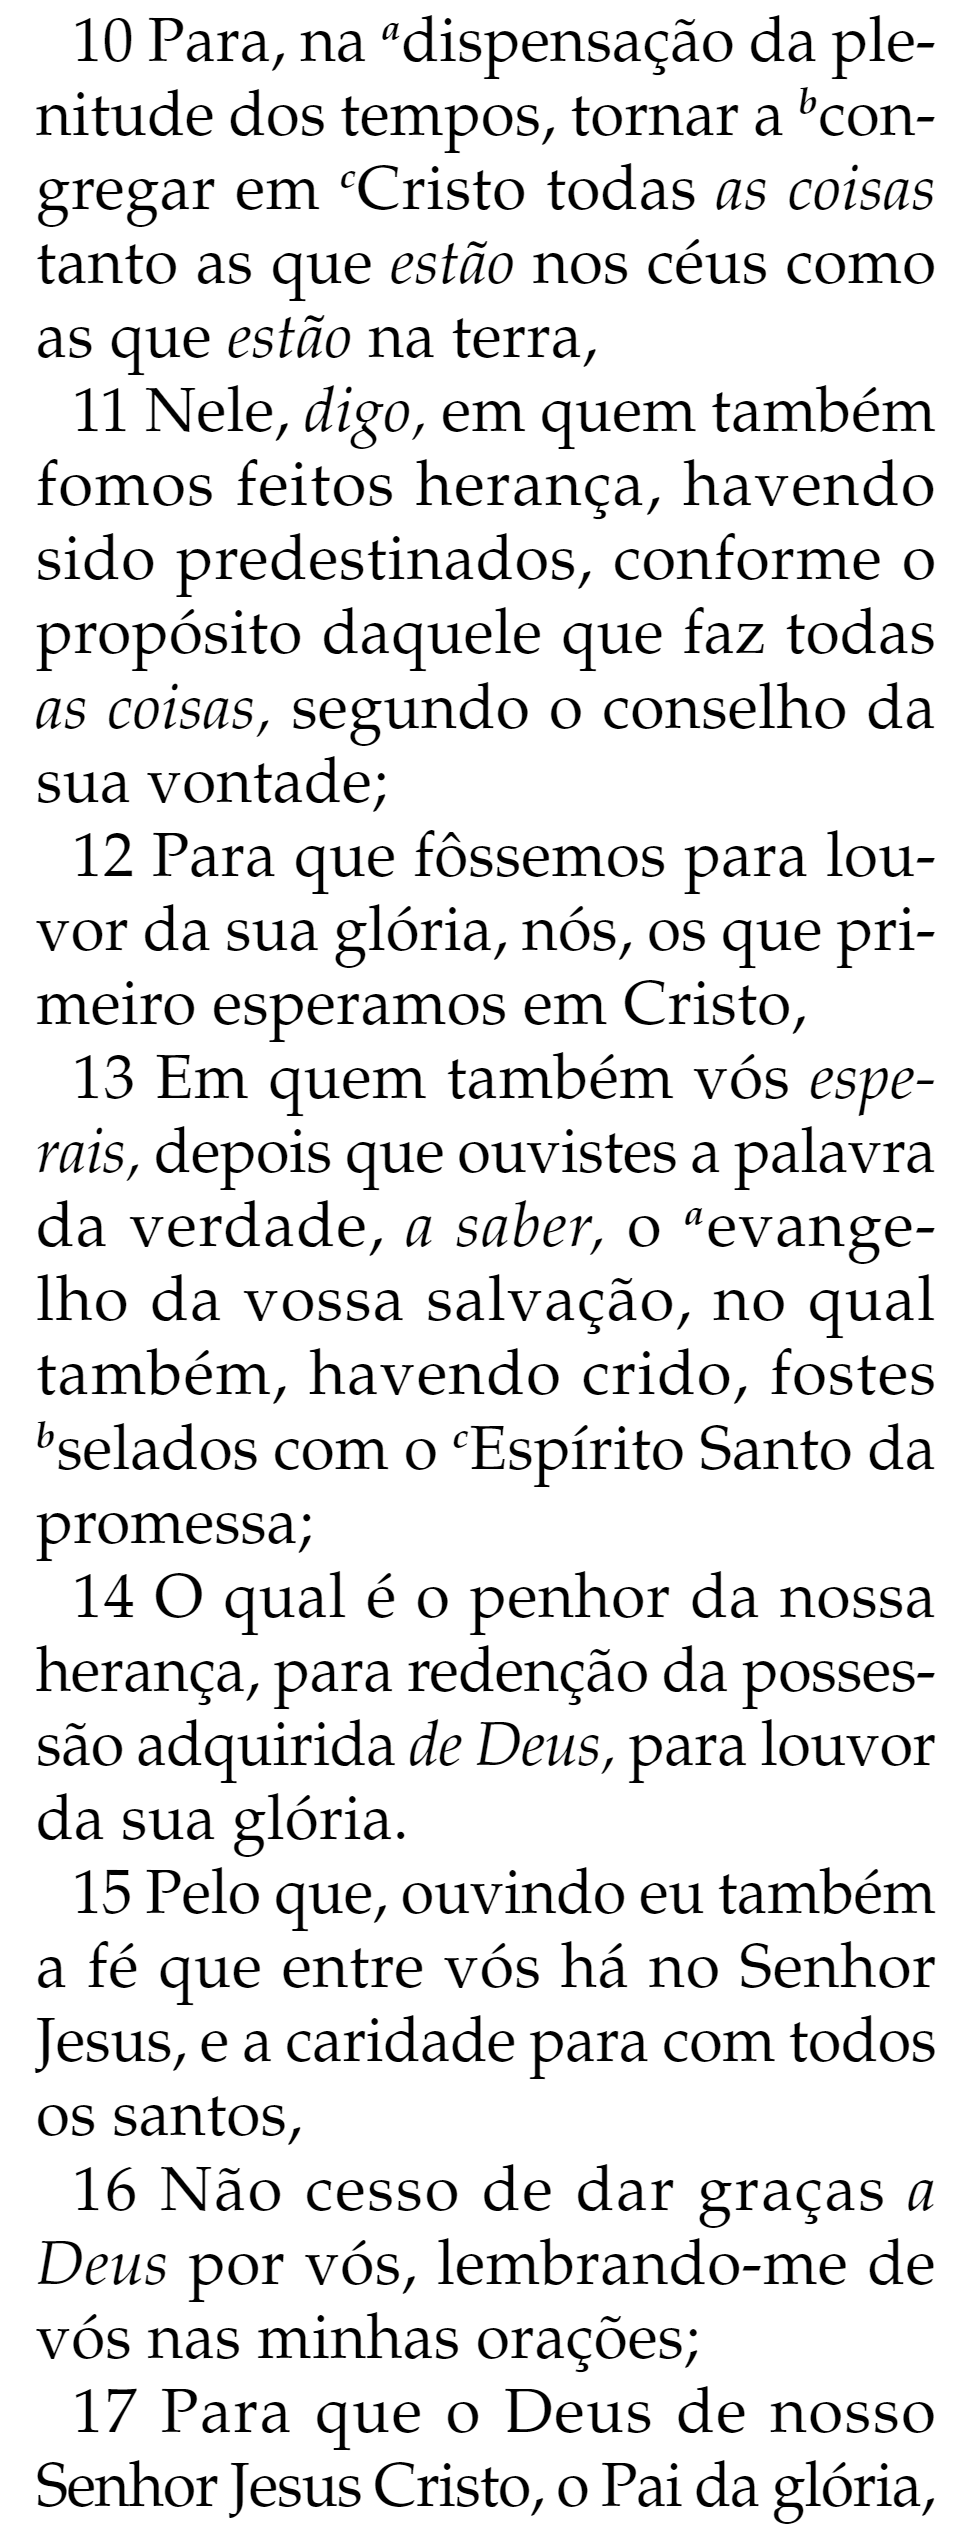 10 Para, na ᵃdispensação da ple-
nitude dos tempos, tornar a ᵇcon-
gregar em ᶜCristo todas as coisas
tanto as que estão nos céus como
as que estão na terra,
11 Nele, digo, em quem também
fomos feitos herança, havendo
sido predestinados, conforme o
propósito daquele que faz todas
as coisas, segundo o conselho da
sua vontade;
12 Para que fôssemos para lou-
vor da sua glória, nós, os que pri-
meiro esperamos em Cristo,
13 Em quem também vós espe-
rais, depois que ouvistes a palavra
da verdade, a saber, o ᵃevange-
lho da vossa salvação, no qual
também, havendo crido, fostes
ᵇselados com o ᶜEspírito Santo da
promessa;
14 O qual é o penhor da nossa
herança, para redenção da posses-
são adquirida de Deus, para louvor
da sua glória.
15 Pelo que, ouvindo eu também
a fé que entre vós há no Senhor
Jesus, e a caridade para com todos
os santos,
16 Não cesso de dar graças a
Deus por vós, lembrando-me de
vós nas minhas orações;
17 Para que o Deus de nosso
Senhor Jesus Cristo, o Pai da glória,